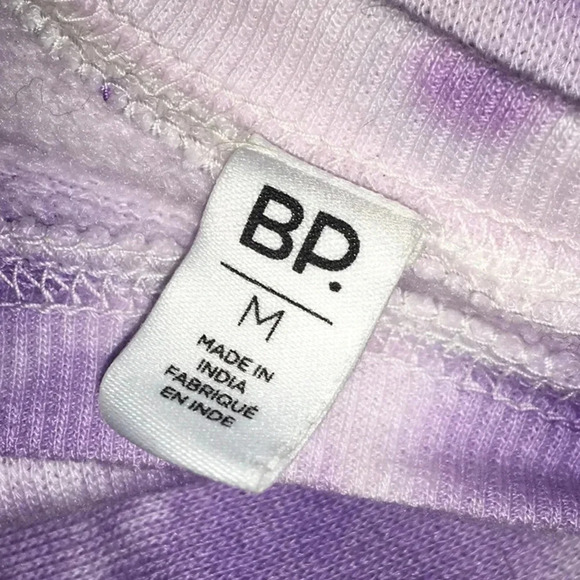 BP.
M
MADE IN
INDIA
FABRIQUÉ
EN INDE